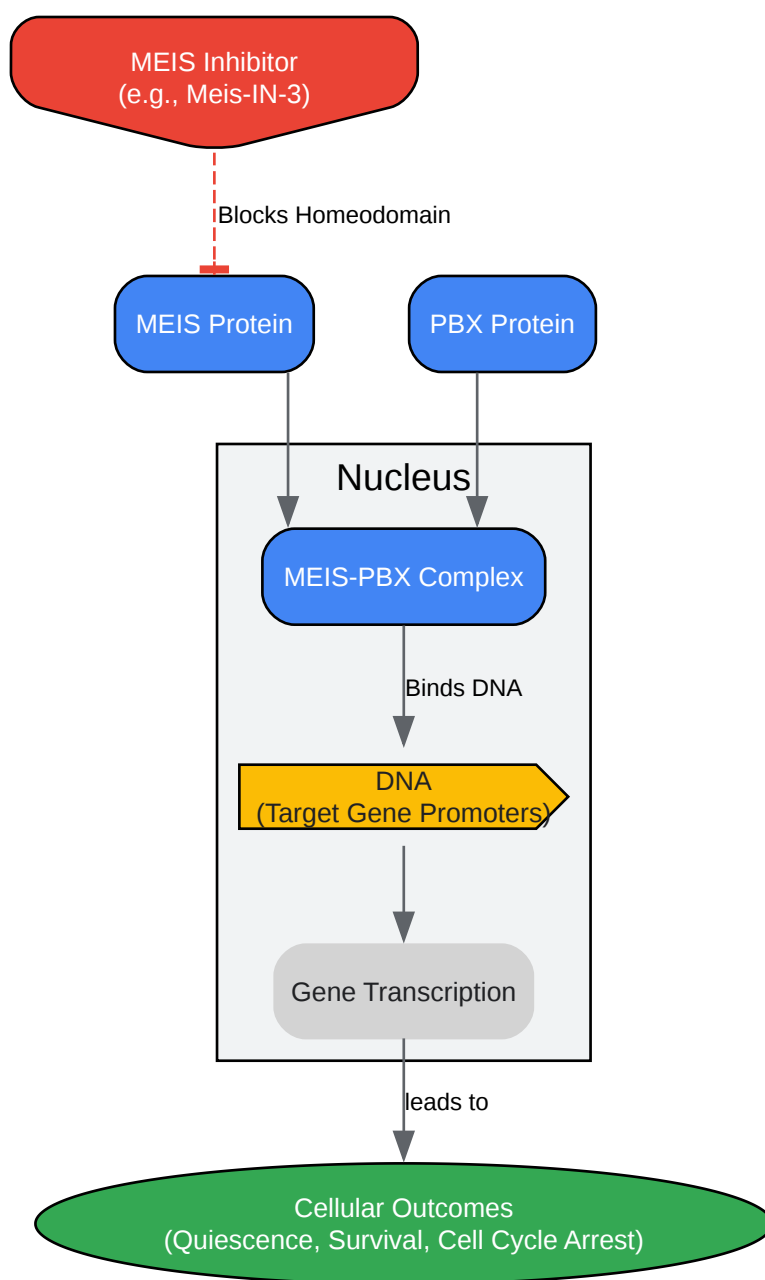 MEIS Inhibitor
(e.g., Meis-IN-3)
Blocks Homeodomain
MEIS Protein
PBX Protein
Nucleus
MEIS-PBX Complex
Binds DNA
DNA
(Target Gene Promoters)
Gene Transcription
leads to
Cellular Outcomes
(Quiescence, Survival, Cell Cycle Arrest)